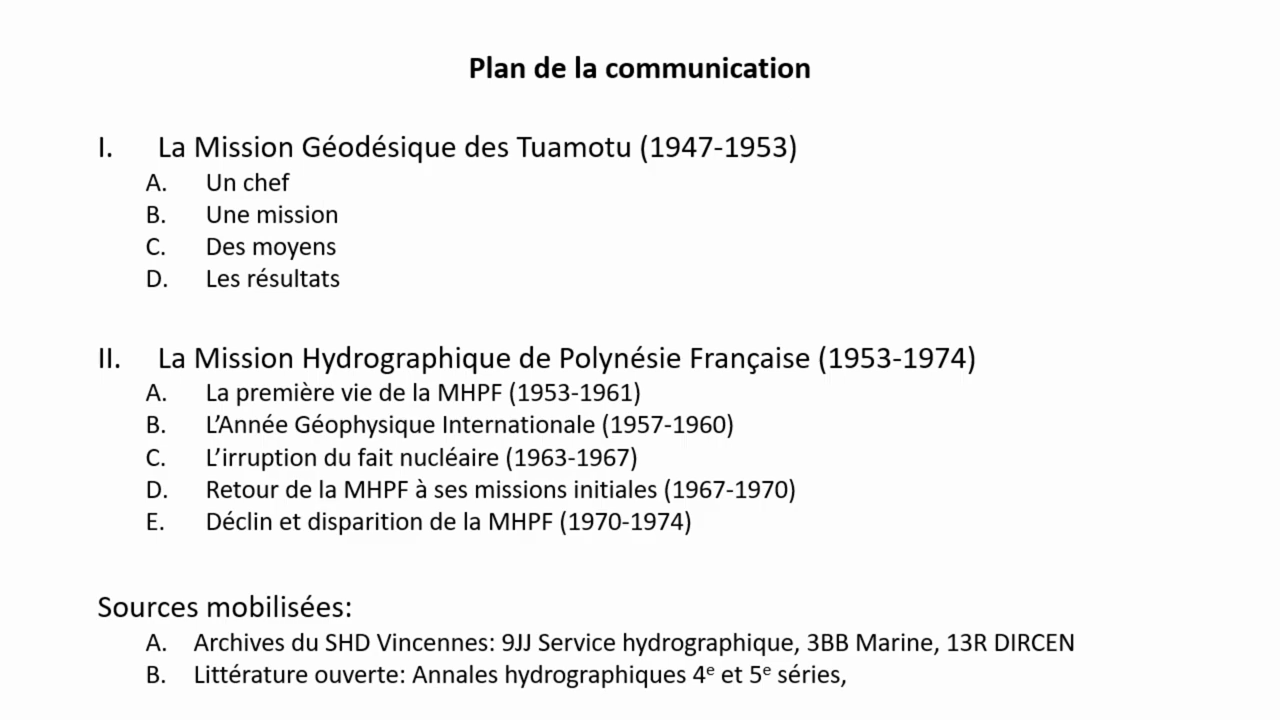 Plan de la communication
I. La Mission Géodésique des Tuamotu (1947-1953)
A. Un chef
B. Une mission
C. Des moyens
D. Les résultats
II. La Mission Hydrographique de Polynésie Française (1953-1974)
A. La première vie de la MHPF (1953-1961)
B. L’Année Géophysique Internationale (1957-1960)
C. L’irruption du fait nucléaire (1963-1967)
D. Retour de la MHPF à ses missions initiales (1967-1970)
E. Déclin et disparition de la MHPF (1970-1974)
Sources mobilisées:
A. Archives du SHD Vincennes: 9JJ Service hydrographique, 3BB Marine, 13R DIRCEN
B. Littérature ouverte: Annales hydrographiques 4ᵉ et 5ᵉ séries,